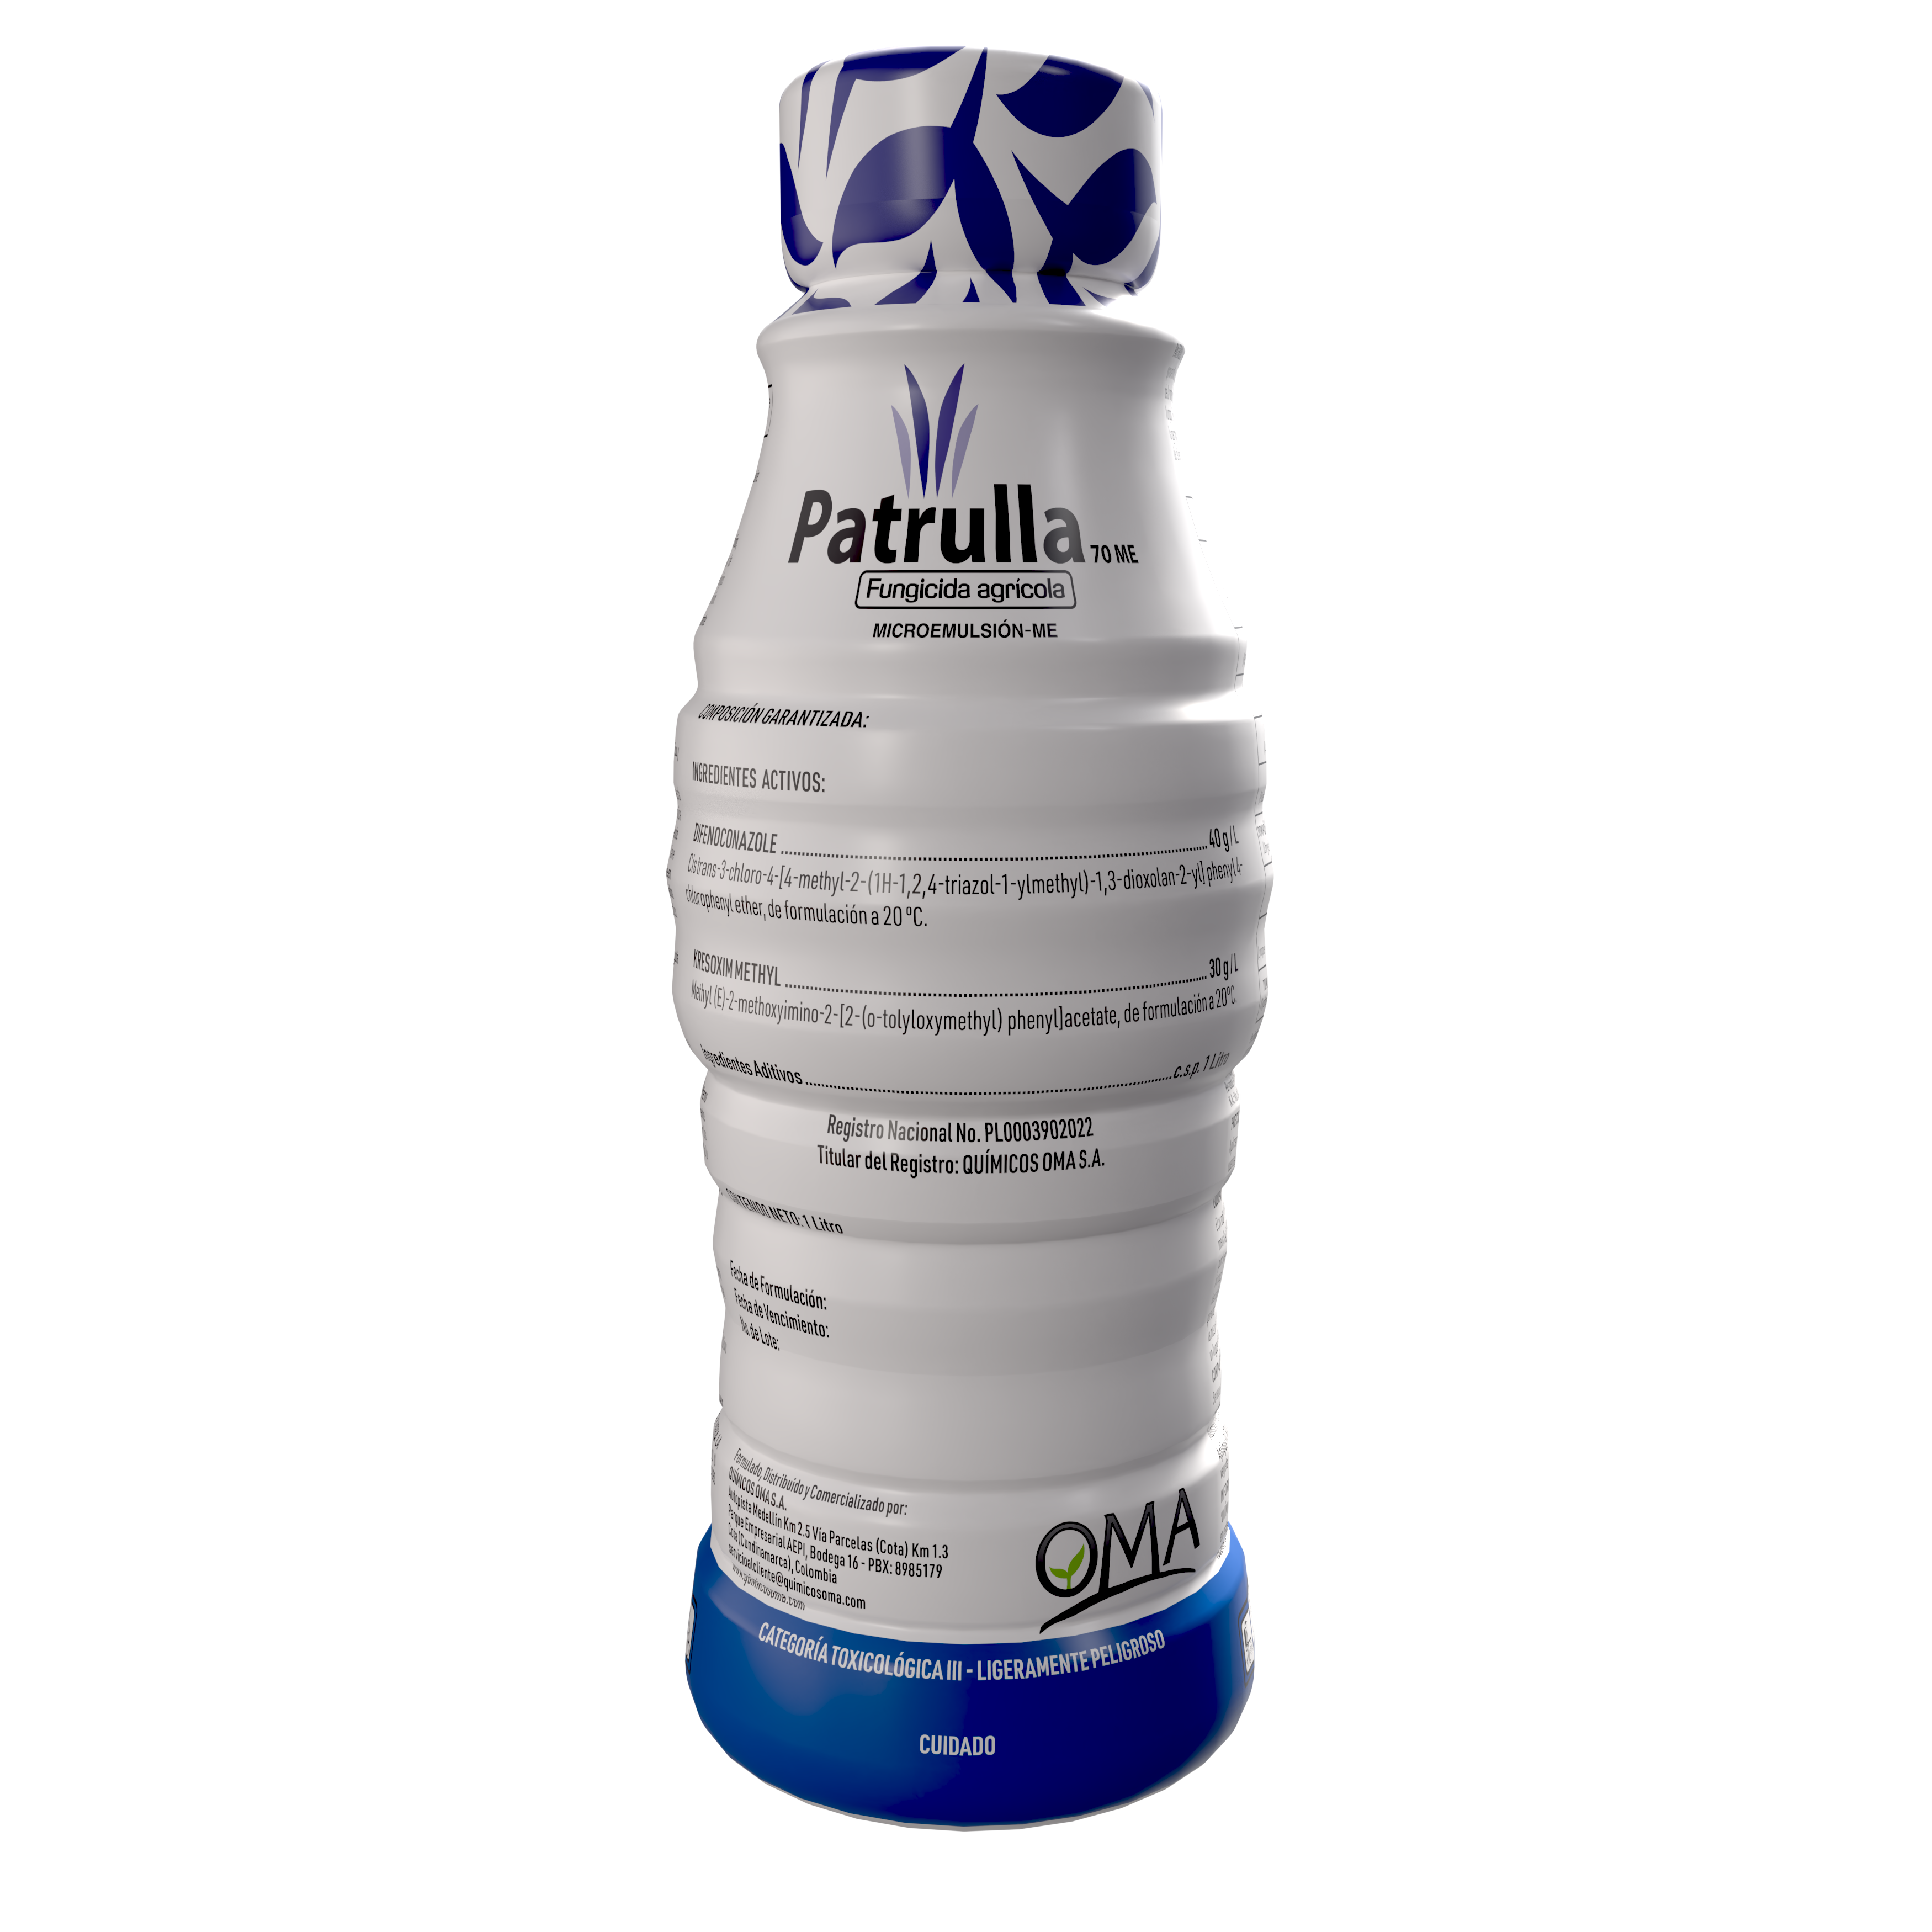 Patrulla 70 ME
Fungicida agrícola
MICROEMULSIÓN-ME
COMPOSICIÓN GARANTIZADA:
INGREDIENTES ACTIVOS:
DIFENOCONAZOLE ........ 40 g/L
Cistrans-3-chloro-4-[4-methyl-2-(1H-1,2,4-triazol-1-ylmethyl)-1,3-dioxolan-2-yl] phenyl 4-
chlorophenyl ether, de formulación a 20 ºC.
KRESOXIM METHYL ........ 30 g/L
Methyl (E)-2-methoxyimino-2-[2-(o-tolyloxymethyl) phenyl]acetate, de formulación a 20ºC.
Ingredientes Aditivos ........ c.s.p. 1 Litro
Registro Nacional No. PL0003902022
Titular del Registro: QUÍMICOS OMA S.A.
CONTENIDO NETO: 1 Litro
Fecha de Formulación:
Fecha de Vencimiento:
No. de Lote:
Formulado, Distribuido y Comercializado por:
QUÍMICOS OMA S.A.
Autopista Medellín Km 2.5 Vía Parcelas (Cota) Km 1.3
Parque Empresarial AEPI, Bodega 16 - PBX: 8985179
Cota (Cundinamarca), Colombia
servicioalcliente@quimicosoma.com
www.quimicosoma.com
OMA
CATEGORÍA TOXICOLÓGICA III - LIGERAMENTE PELIGROSO
CUIDADO